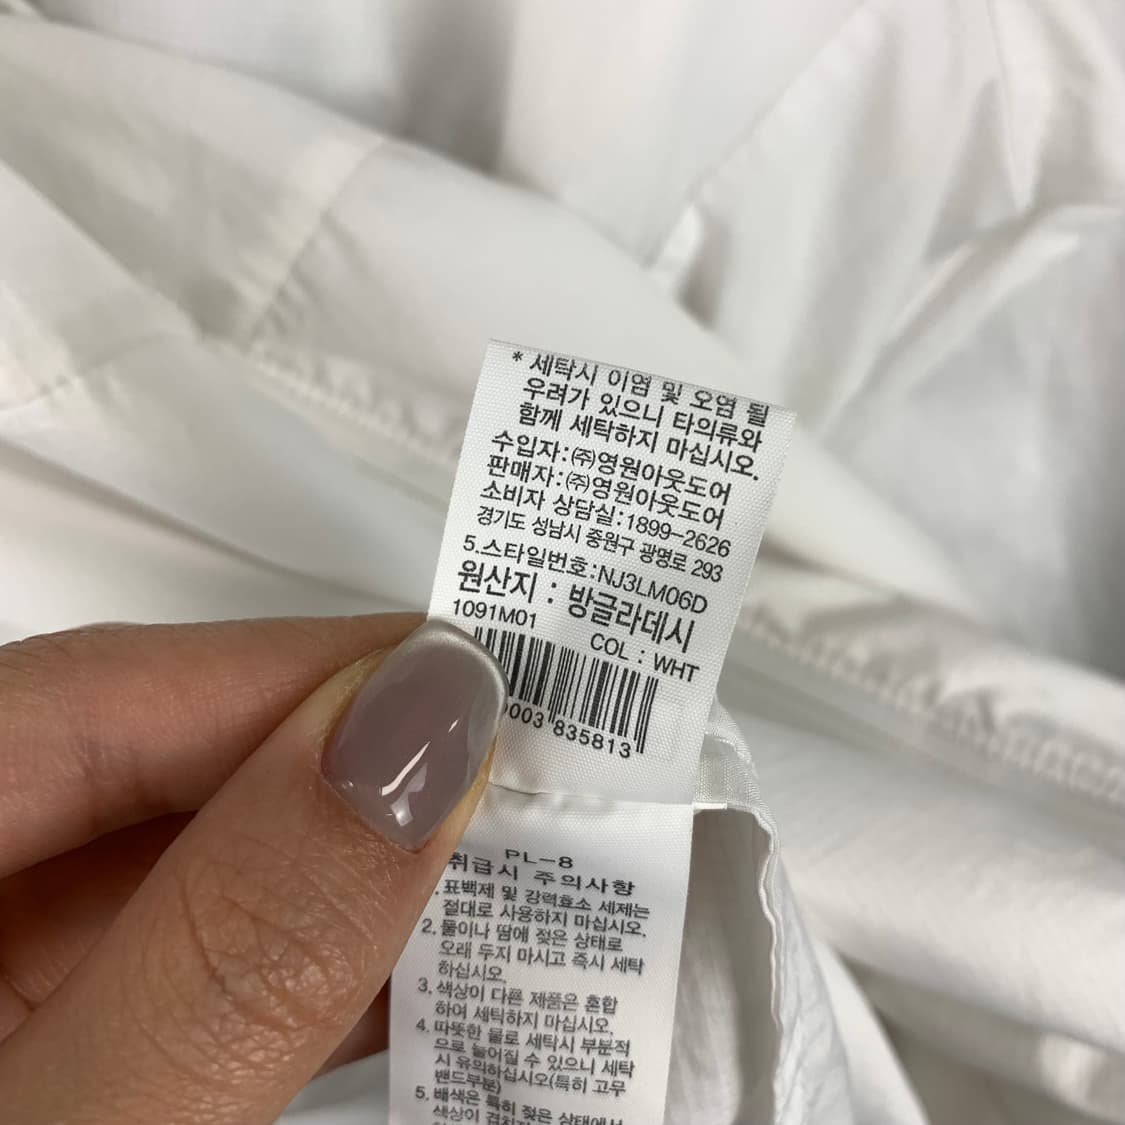 * 세탁시 이염 및 오염 될
우려가 있으니 타의류와
함께 세탁하지 마십시오.
수입자:㈜영원아웃도어
판매자:㈜영원아웃도어
소비자 상담실:1899-2626
경기도 성남시 중원구 광명로 293
5.스타일번호:NJ3LM06D
원산지 : 방글라데시
1091M01
COL : WHT
0003 835813
PL-8
취급시 주의사항
표백제 및 강력효소 세제는
절대로 사용하지 마십시오.
2. 물이나 땀에 젖은 상태로
오래 두지 마시고 즉시 세탁
하십시오.
3. 색상이 다른 제품은 혼합
하여 세탁하지 마십시오.
4. 따뜻한 물로 세탁시 부분적
으로 늘어질 수 있으니 세탁
시 유의하십시오(특히 고무
밴드부분)
5. 배색은 특히 젖은 상태에서
색상이